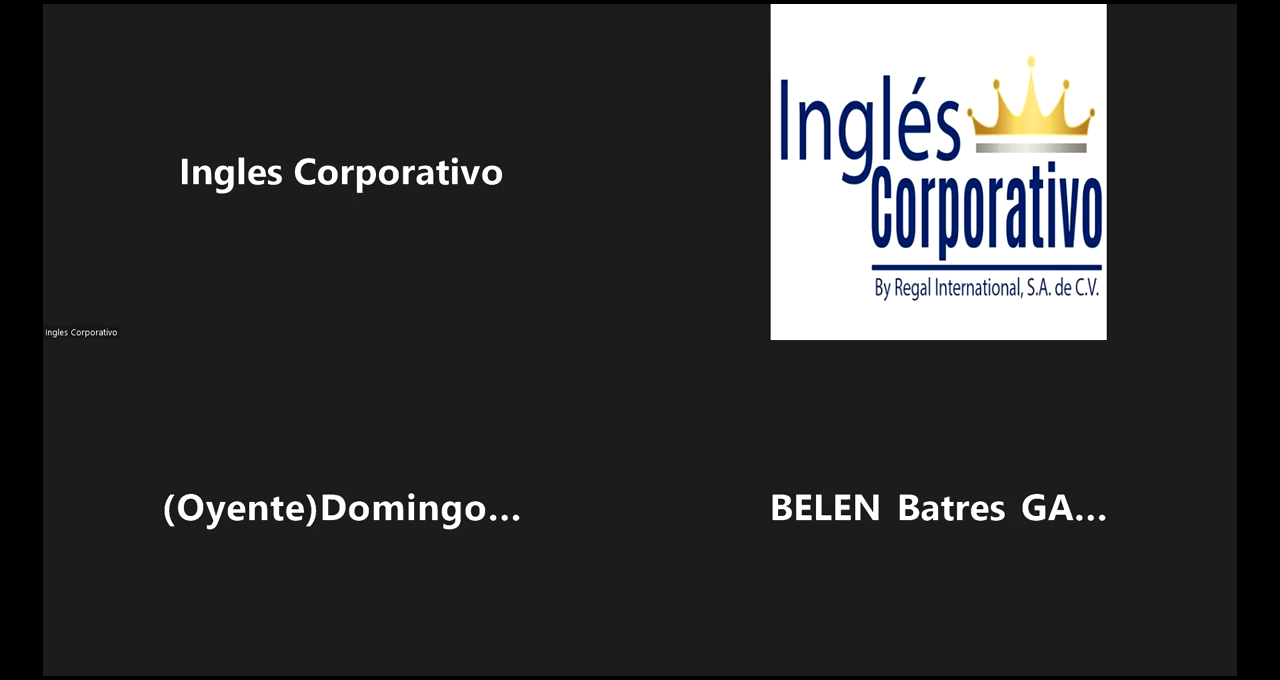 Ingles Corporativo
Inglés
Corporativo
By Regal International, S.A. de C.V.
Ingles Corporativo
(Oyente)Domingo...
BELEN Batres GA...